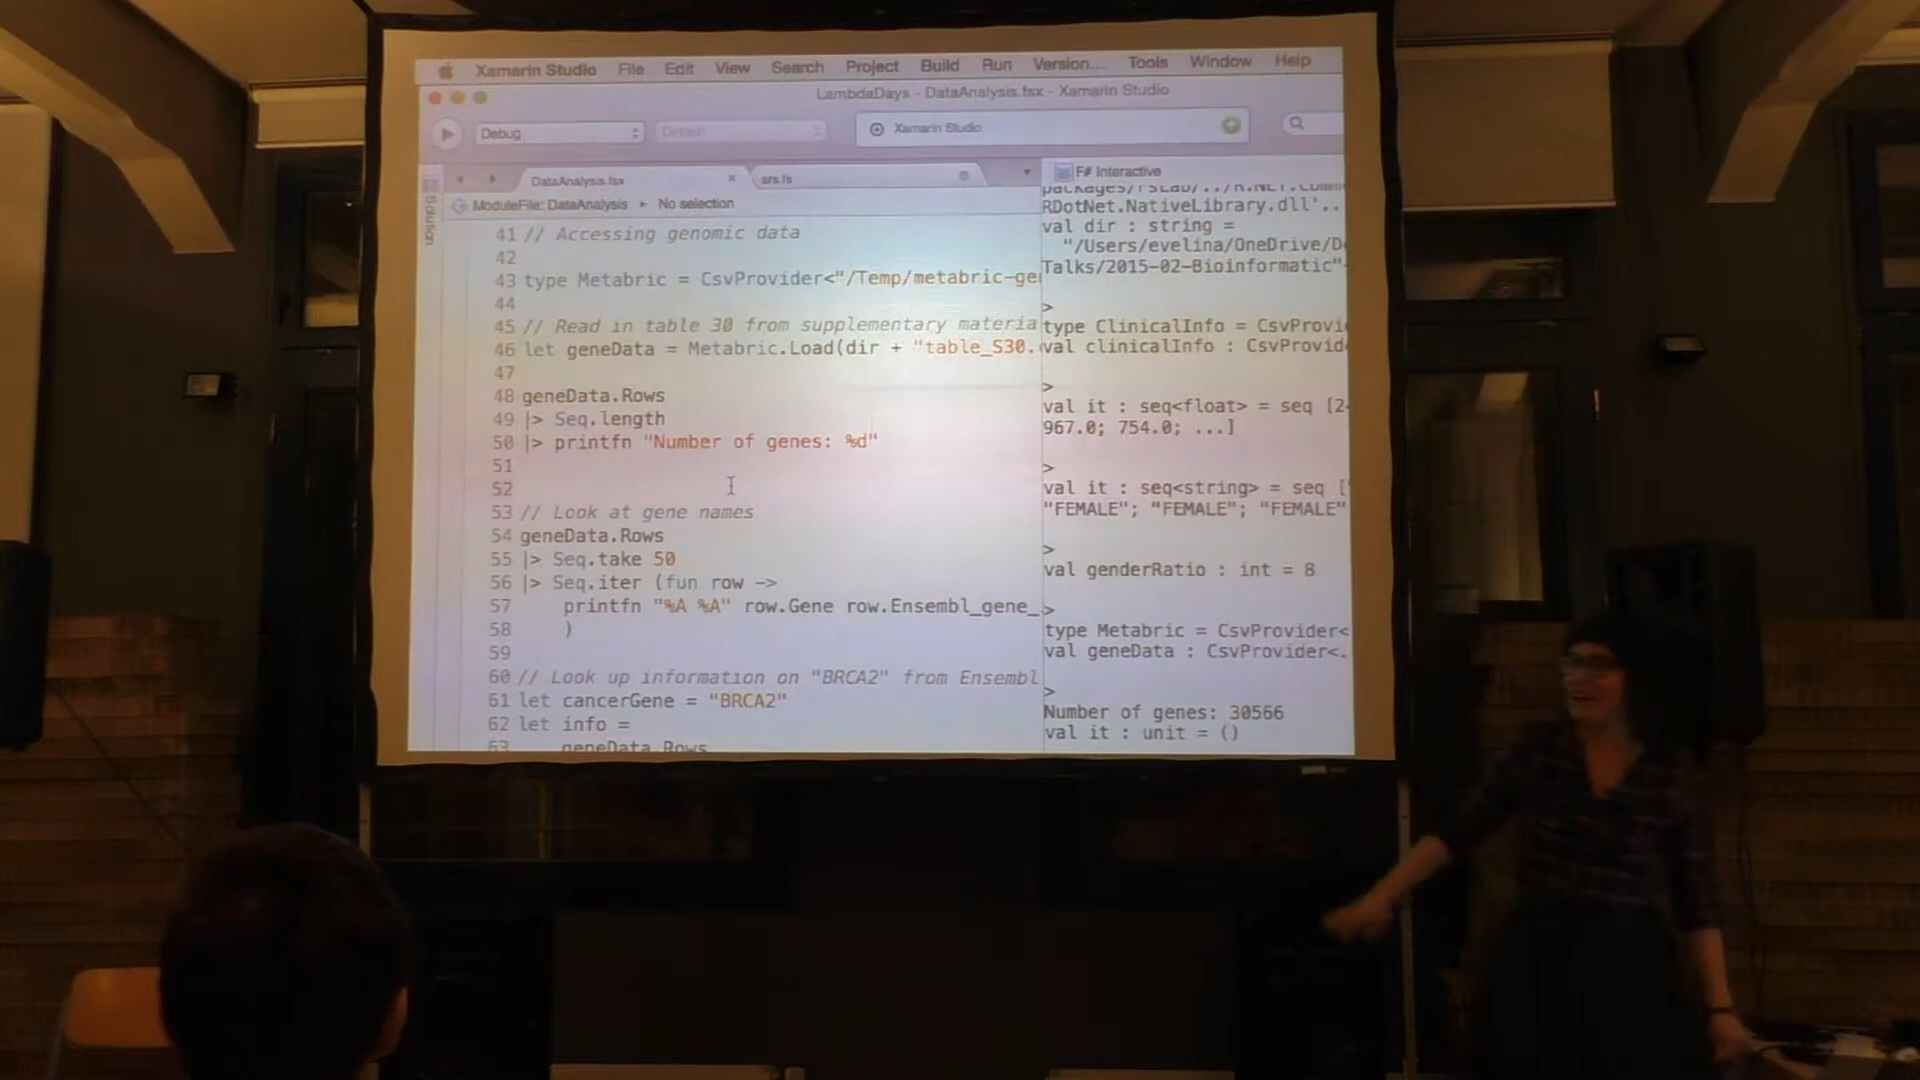 Xamarin Studio File Edit View Search Project Build Run Version... Tools Window Help
LambdaDays - DataAnalysis.fsx - Xamarin Studio
Debug Default Xamarin Studio
DataAnalysis.fsx
ModuleFile: DataAnalysis No selection
Solution
41 // Accessing genomic data
42
43 type Metabric = CsvProvider<"/Temp/metabric-ge
44
45 // Read in table 30 from supplementary materia
46 let geneData = Metabric.Load(dir + "table_S30.
47
48 geneData.Rows
49 |> Seq.length
50 |> printfn "Number of genes: %d"
51
52
53 // Look at gene names
54 geneData.Rows
55 |> Seq.take 50
56 |> Seq.iter (fun row ->
57 printfn "%A %A" row.Gene row.Ensembl_gene_
58 )
59
60 // Look up information on "BRCA2" from Ensembl
61 let cancerGene = "BRCA2"
62 let info =
63 geneData.Rows
F# Interactive
RDotNet.NativeLibrary.dll'..
val dir : string =
"/Users/evelina/OneDrive/D
Talks/2015-02-Bioinformatic"
>
type ClinicalInfo = CsvProvi
val clinicalInfo : CsvProvid
>
val it : seq<float> = seq [2
967.0; 754.0; ...]
>
val it : seq<string> = seq [
"FEMALE"; "FEMALE"; "FEMALE"
>
val genderRatio : int = 8
>
type Metabric = CsvProvider<
val geneData : CsvProvider<.
>
Number of genes: 30566
val it : unit = ()